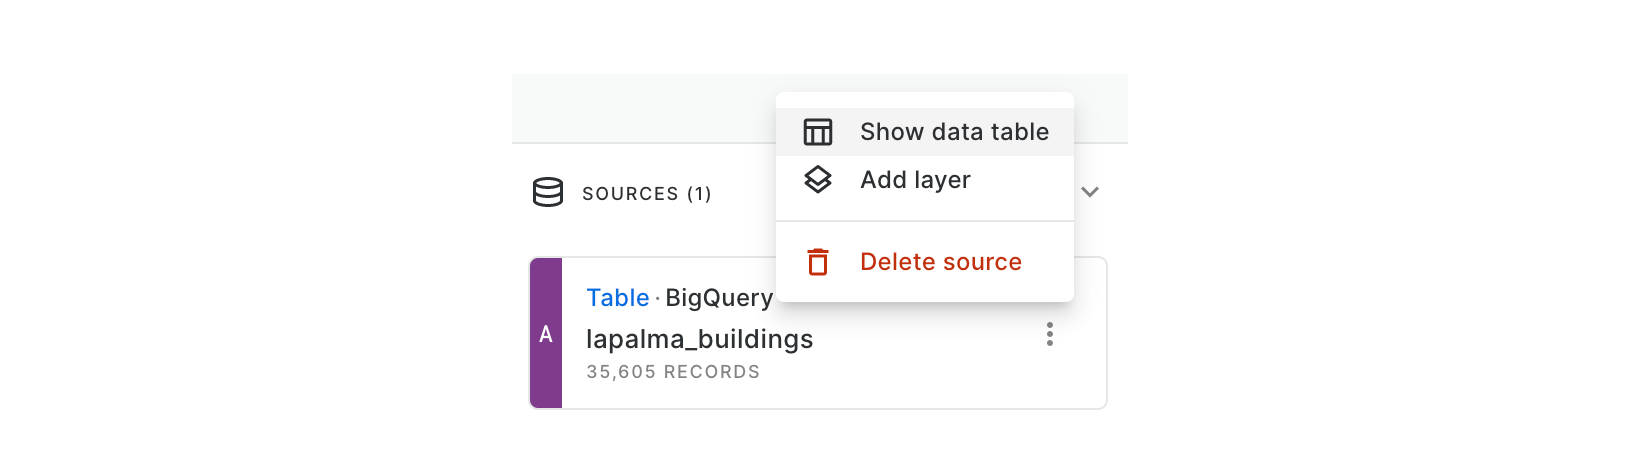 Show data table
Add layer
SOURCES (1)
Delete source
Table · BigQuery
A
lapalma_buildings
35,605 RECORDS